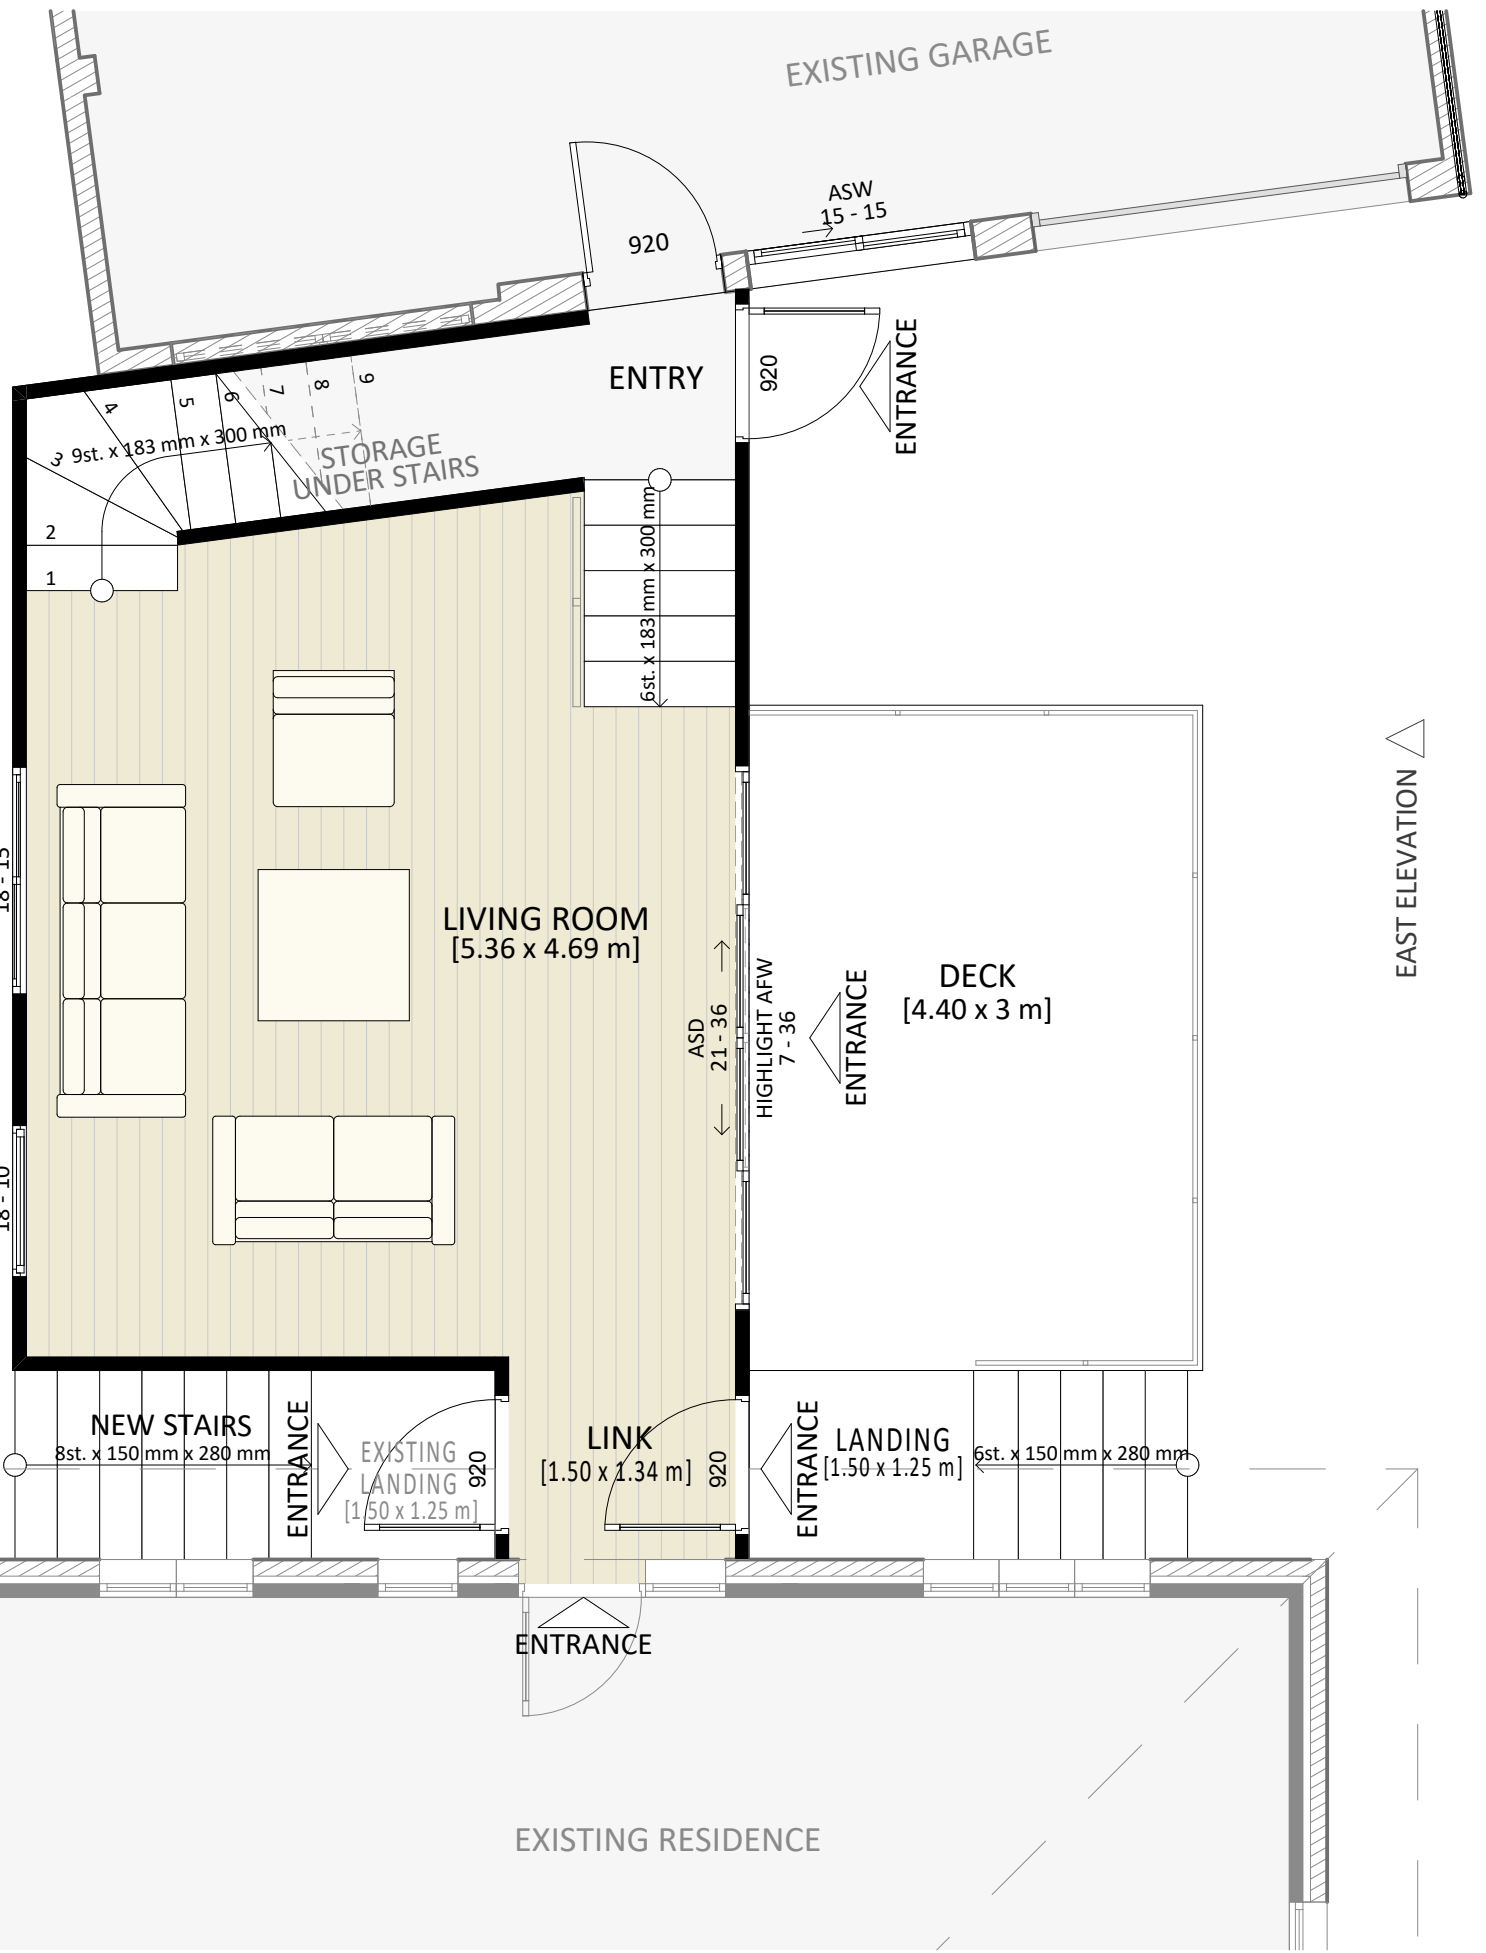 EXISTING GARAGE
ASW
15 - 15
920
ENTRY
920
ENTRANCE
9
8
7
6
5
4
3
9st. x 183 mm x 300 mm
STORAGE
UNDER STAIRS
2
1
6st. x 183 mm x 300 mm
EAST ELEVATION
18 - 15
LIVING ROOM
[5.36 x 4.69 m]
ASD
21 - 36
HIGHLIGHT AFW
7 - 36
ENTRANCE
DECK
[4.40 x 3 m]
18 - 10
NEW STAIRS
8st. x 150 mm x 280 mm
ENTRANCE
EXISTING
LANDING
[1.50 x 1.25 m]
920
LINK
[1.50 x 1.34 m]
920
ENTRANCE
LANDING
[1.50 x 1.25 m]
6st. x 150 mm x 280 mm
ENTRANCE
EXISTING RESIDENCE